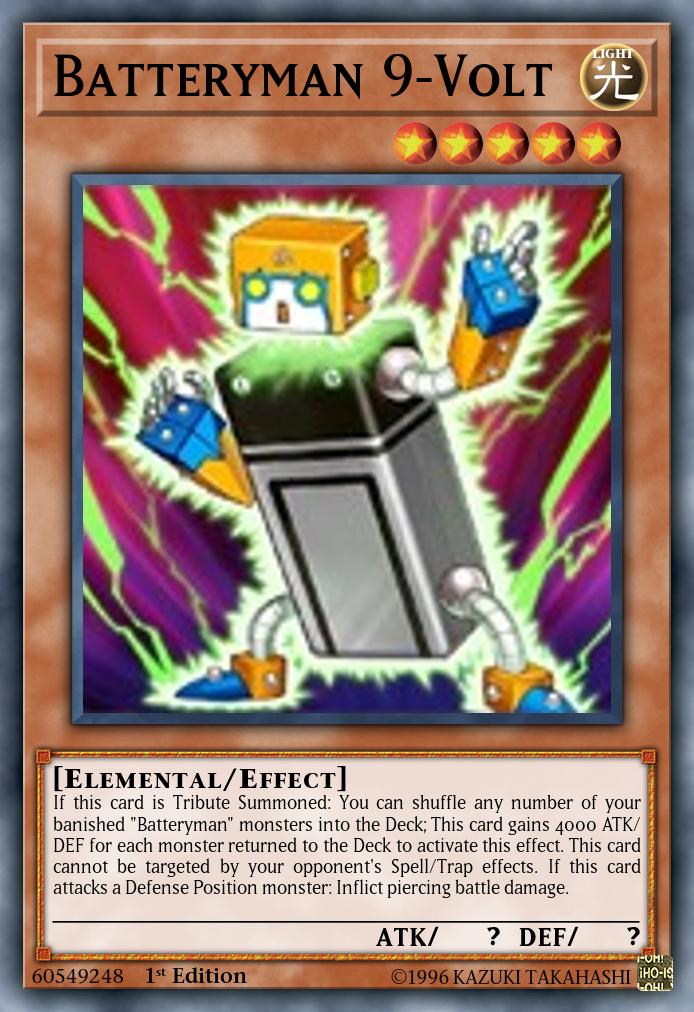 Batteryman 9-Volt
LIGHT
光
[Elemental/Effect]
If this card is Tribute Summoned: You can shuffle any number of your
banished "Batteryman" monsters into the Deck; This card gains 4000 ATK/
DEF for each monster returned to the Deck to activate this effect. This card
cannot be targeted by your opponent's Spell/Trap effects. If this card
attacks a Defense Position monster: Inflict piercing battle damage.
ATK/ ? DEF/ ?
60549248 1st Edition ©1996 KAZUKI TAKAHASHI